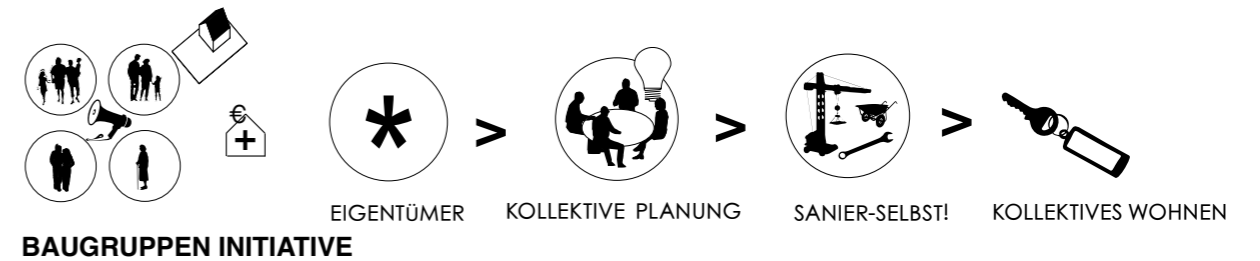 €
+
* > > >
EIGENTÜMER KOLLEKTIVE PLANUNG SANIER-SELBST! KOLLEKTIVES WOHNEN
BAUGRUPPEN INITIATIVE